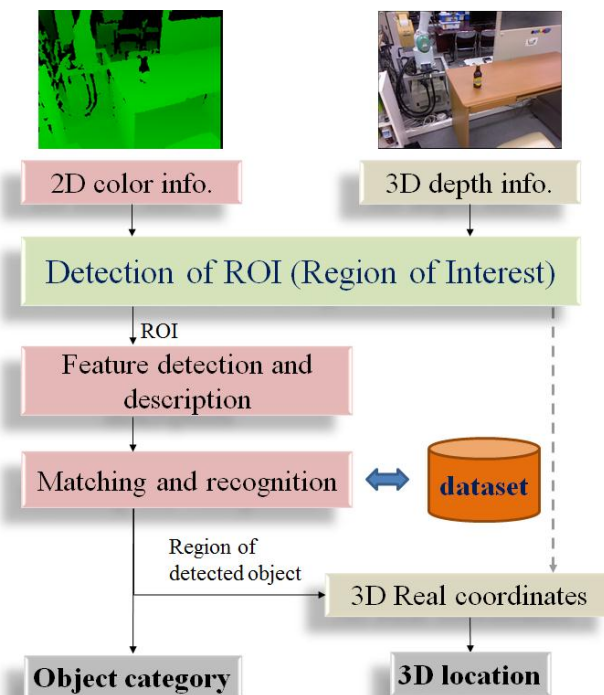 2D color info.
3D depth info.
Detection of ROI (Region of Interest)
ROI
Feature detection and
description
Matching and recognition
dataset
Region of
detected object
3D Real coordinates
Object category
3D location